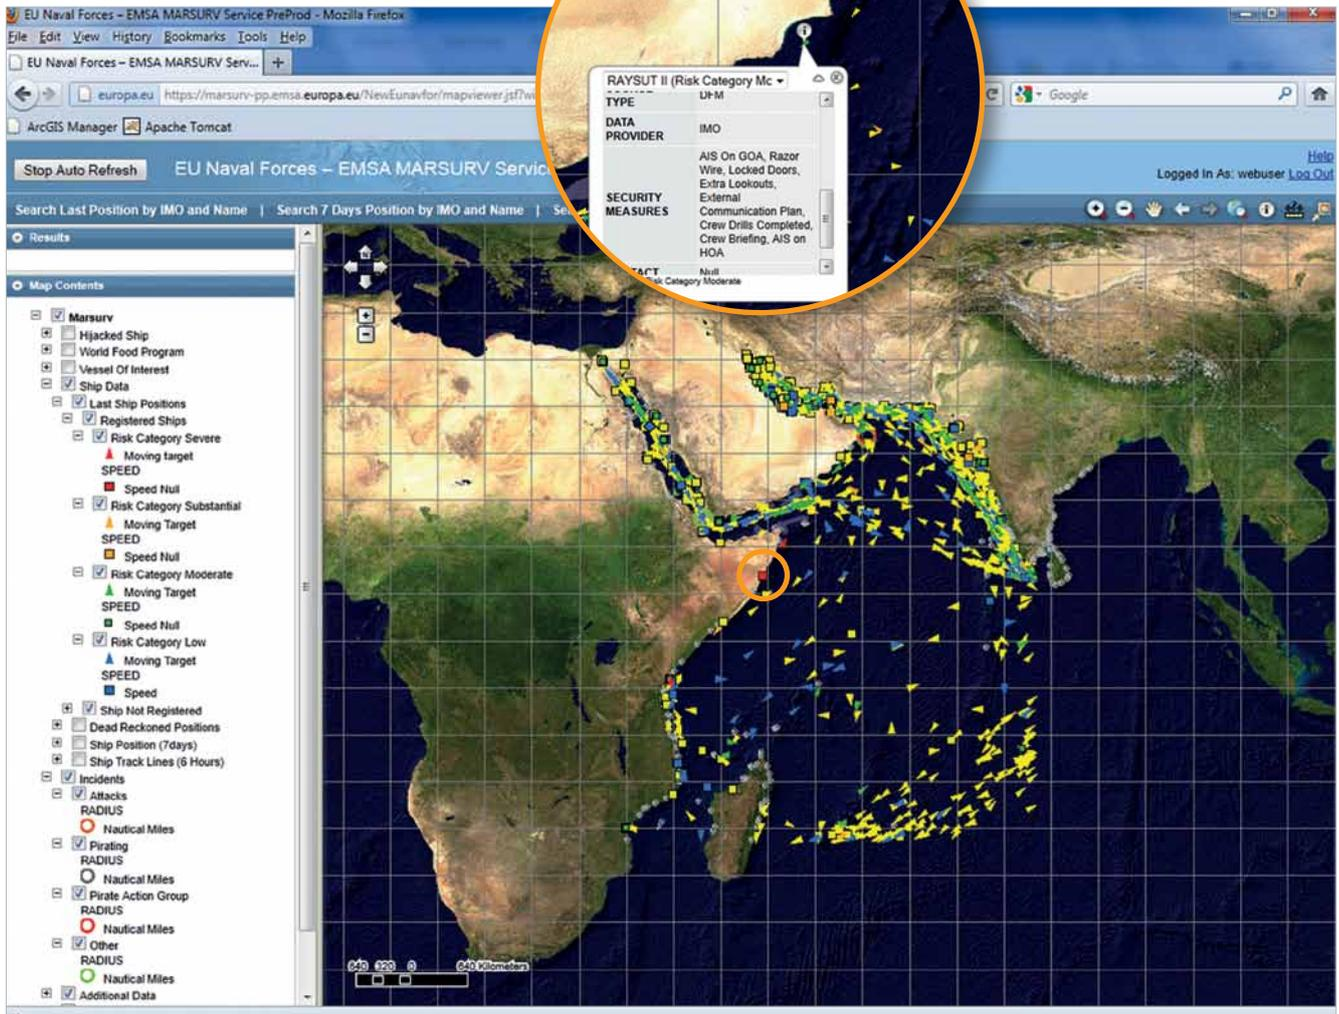 EU Naval Forces – EMSA MARSURV Service PreProd - Mozilla Firefox
File Edit View History Bookmarks Tools Help
EU Naval Forces – EMSA MARSURV Serv...
europa.eu https://marsurv-pp.emsa.europa.eu/NewEunavfor/mapviewer.jsf?
Google
ArcGIS Manager Apache Tomcat
Stop Auto Refresh
EU Naval Forces – EMSA MARSURV Servic
Help
Logged In As: webuser Log Out
Search Last Position by IMO and Name | Search 7 Days Position by IMO and Name |
RAYSUT II (Risk Category Mc
TYPE DFM
DATA PROVIDER IMO
SECURITY MEASURES
AIS On GOA, Razor
Wire, Locked Doors,
Extra Lookouts,
External
Communication Plan,
Crew Drills Completed,
Crew Briefing, AIS on
HOA
Null
Risk Category Moderate
Results
Map Contents
Marsurv
Hijacked Ship
World Food Program
Vessel Of Interest
Ship Data
Last Ship Positions
Registered Ships
Risk Category Severe
Moving target
SPEED
Speed Null
Risk Category Substantial
Moving Target
SPEED
Speed Null
Risk Category Moderate
Moving Target
SPEED
Speed Null
Risk Category Low
Moving Target
SPEED
Speed
Ship Not Registered
Dead Reckoned Positions
Ship Position (7days)
Ship Track Lines (6 Hours)
Incidents
Attacks
RADIUS
Nautical Miles
Pirating
RADIUS
Nautical Miles
Pirate Action Group
RADIUS
Nautical Miles
Other
RADIUS
Nautical Miles
Additional Data
N
640 320 0 640 Kilometers